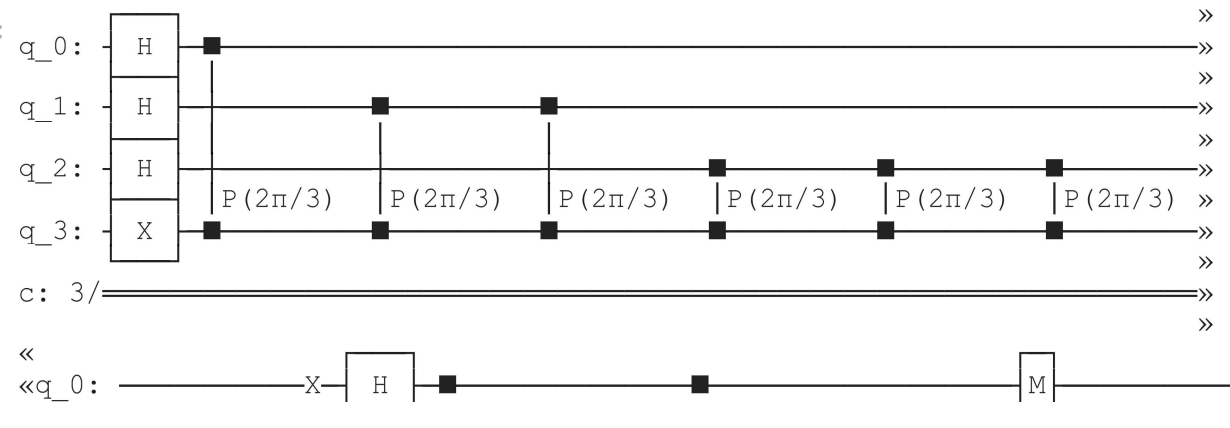 »
q_0: H »
»
q_1: H »
»
q_2: H »
P(2π/3) P(2π/3) P(2π/3) P(2π/3) P(2π/3) P(2π/3) »
q_3: X »
»
c: 3/ »
»
«
«q_0: X H M